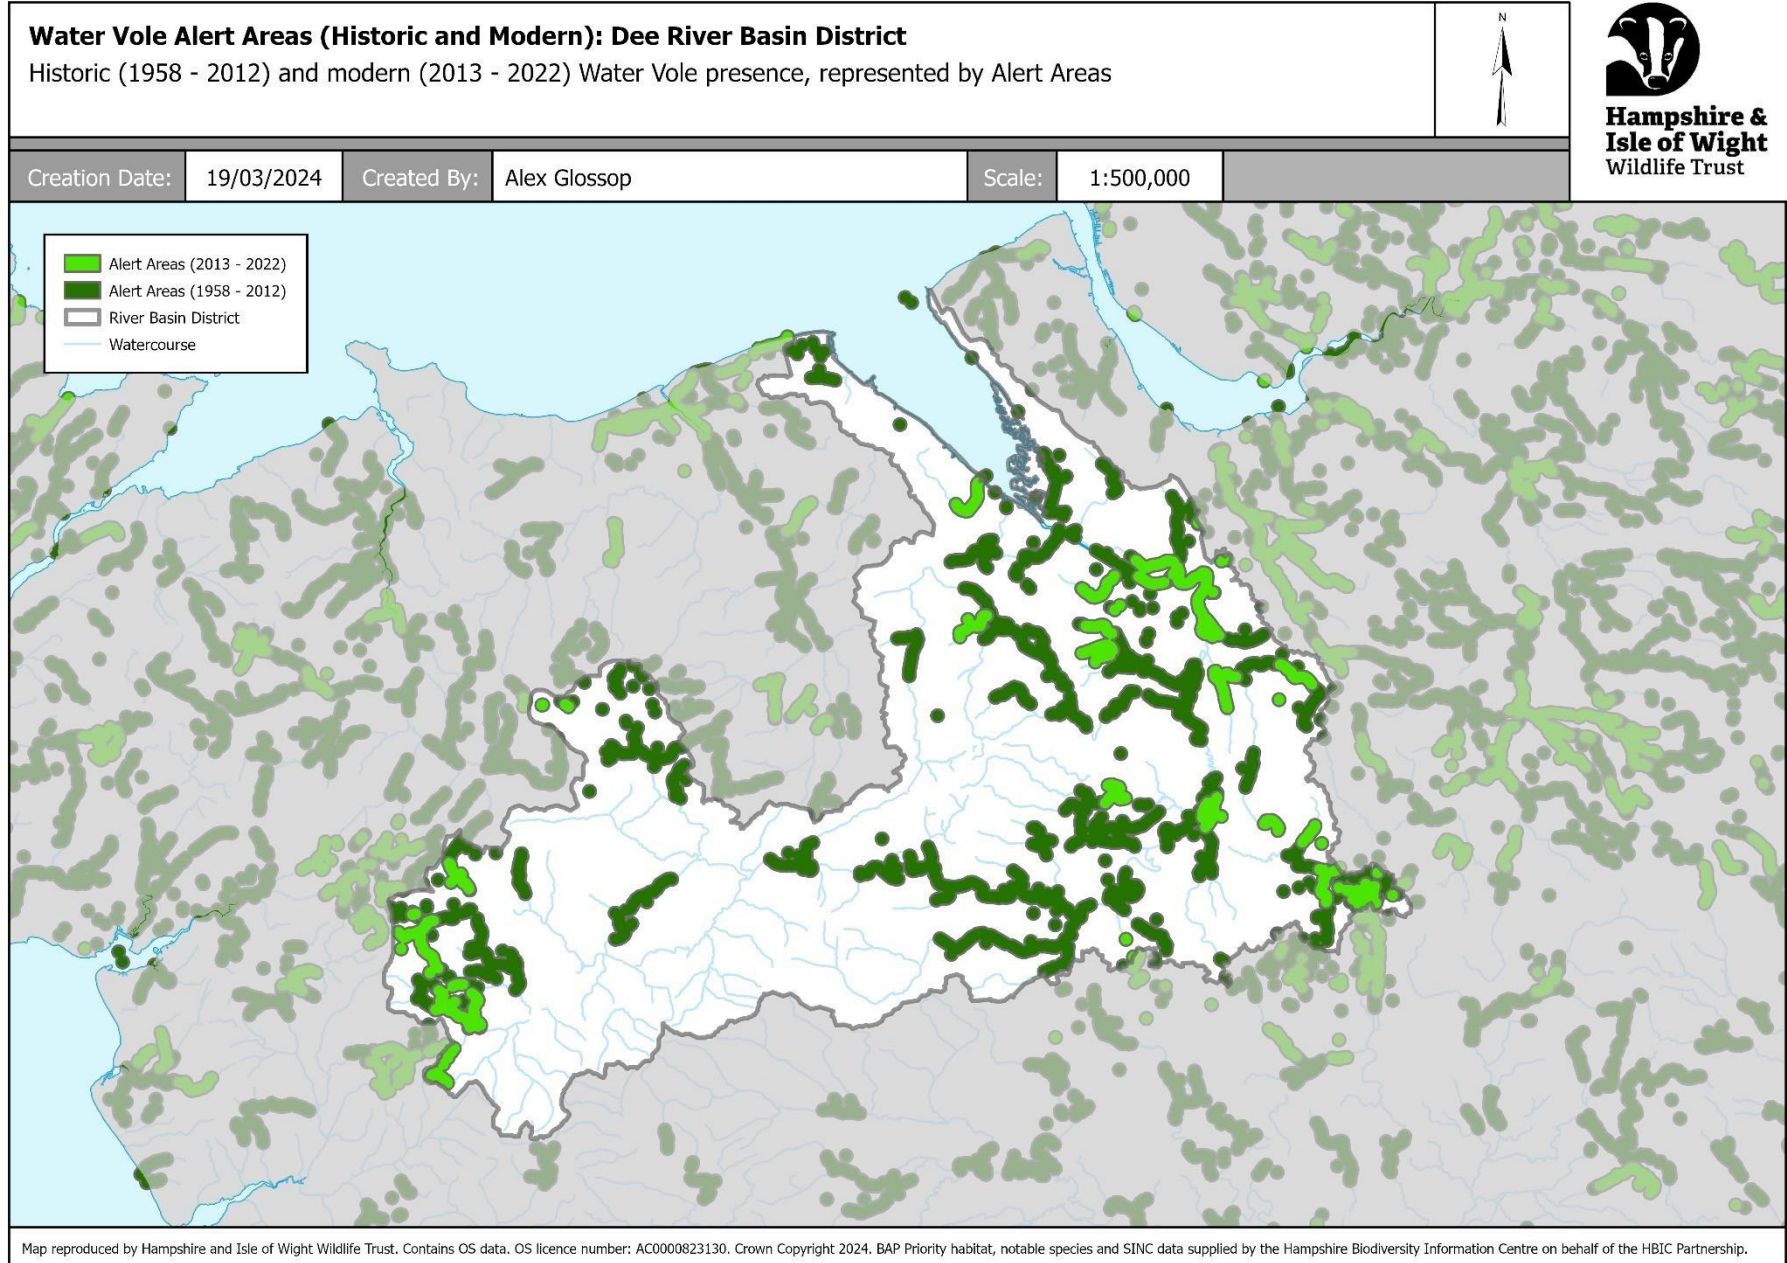 Water Vole Alert Areas (Historic and Modern): Dee River Basin District
Historic (1958 - 2012) and modern (2013 - 2022) Water Vole presence, represented by Alert Areas
N
Hampshire &
Isle of Wight
Wildlife Trust
Creation Date: 19/03/2024 Created By: Alex Glossop Scale: 1:500,000
Alert Areas (2013 - 2022)
Alert Areas (1958 - 2012)
River Basin District
Watercourse
Map reproduced by Hampshire and Isle of Wight Wildlife Trust. Contains OS data. OS licence number: AC0000823130. Crown Copyright 2024. BAP Priority habitat, notable species and SINC data supplied by the Hampshire Biodiversity Information Centre on behalf of the HBIC Partnership.